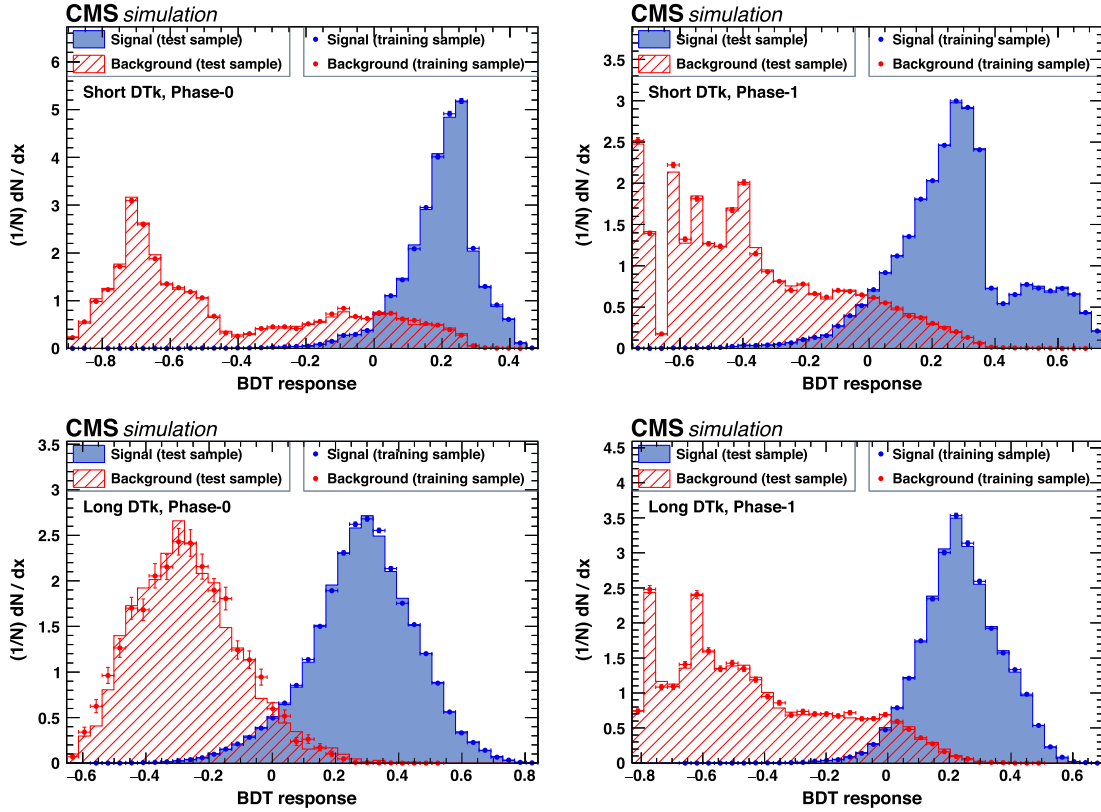 CMS simulation
Signal (test sample)
Signal (training sample)
Background (test sample)
Background (training sample)
Short DTk, Phase-0
(1/N) dN / dx
6
5
4
3
2
1
0
−0.8 −0.6 −0.4 −0.2 0 0.2 0.4
BDT response
CMS simulation
Signal (test sample)
Signal (training sample)
Background (test sample)
Background (training sample)
Short DTk, Phase-1
(1/N) dN / dx
3.5
3
2.5
2
1.5
1
0.5
0
−0.6 −0.4 −0.2 0 0.2 0.4 0.6
BDT response
CMS simulation
Signal (test sample)
Signal (training sample)
Background (test sample)
Background (training sample)
Long DTk, Phase-0
(1/N) dN / dx
3.5
3
2.5
2
1.5
1
0.5
0
−0.6 −0.4 −0.2 0 0.2 0.4 0.6 0.8
BDT response
CMS simulation
Signal (test sample)
Signal (training sample)
Background (test sample)
Background (training sample)
Long DTk, Phase-1
(1/N) dN / dx
4.5
4
3.5
3
2.5
2
1.5
1
0.5
0
−0.8 −0.6 −0.4 −0.2 0 0.2 0.4 0.6
BDT response